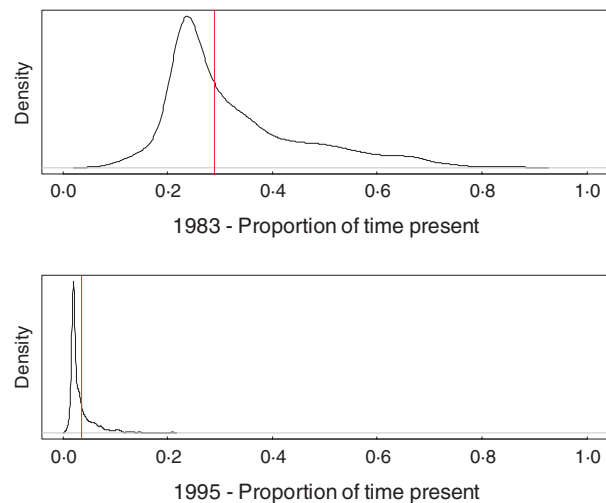 Density
0·0 0·2 0·4 0·6 0·8 1·0
1983 - Proportion of time present
Density
0·0 0·2 0·4 0·6 0·8 1·0
1995 - Proportion of time present